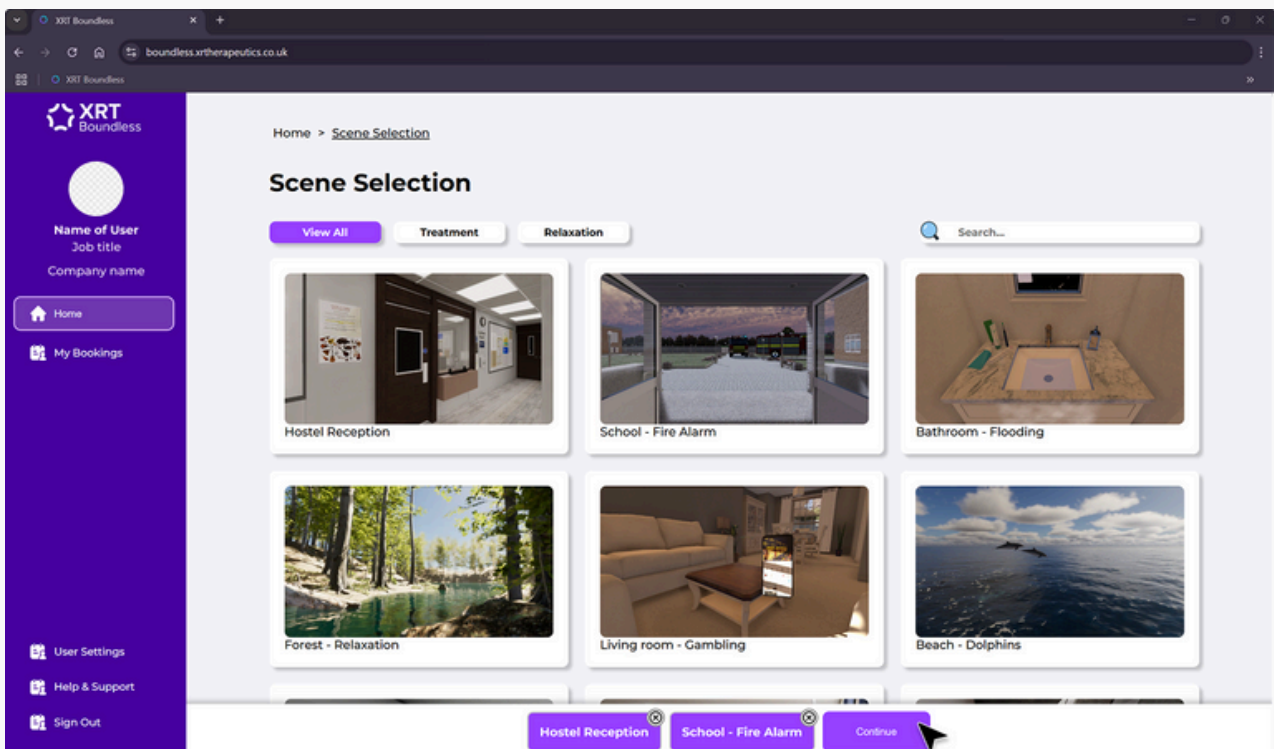 XRT Boundless
boundless.xrtherapeutics.co.uk
XRT Boundless
XRT
Boundless
Name of User
Job title
Company name
Home
My Bookings
User Settings
Help & Support
Sign Out
Home > Scene Selection
Scene Selection
View All
Treatment
Relaxation
Search...
Hostel Reception
School - Fire Alarm
Bathroom - Flooding
Forest - Relaxation
Living room - Gambling
Beach - Dolphins
Hostel Reception
School - Fire Alarm
Continue